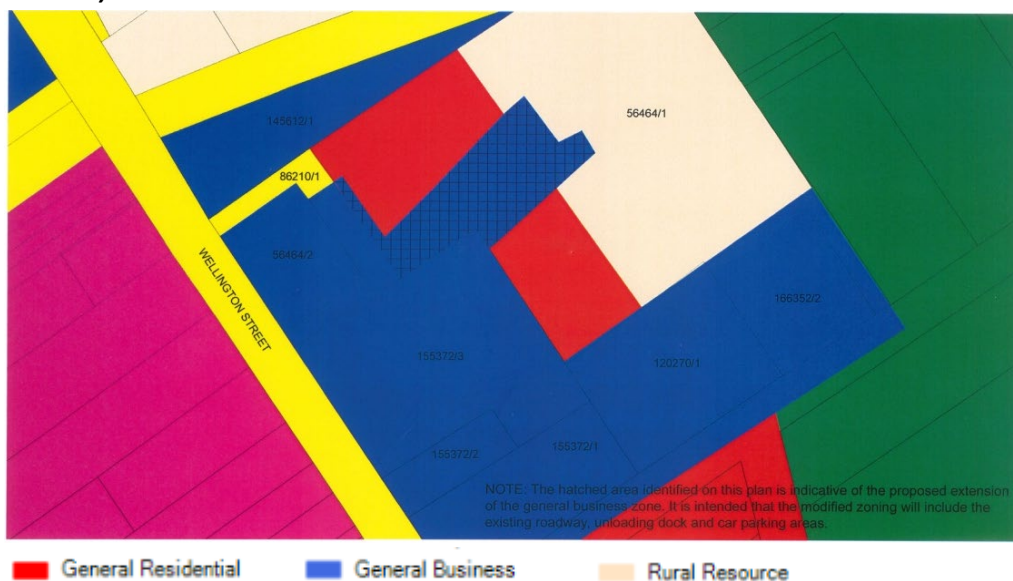 145612/1
56464/1
86210/1
56464/2
WELLINGTON STREET
166352/2
155372/3
120270/1
155372/2
155372/1
NOTE: The hatched area identified on this plan is indicative of the proposed extension
of the general business zone. It is intended that the modified zoning will include the
existing roadway, unloading dock and car parking areas.
General Residential
General Business
Rural Resource